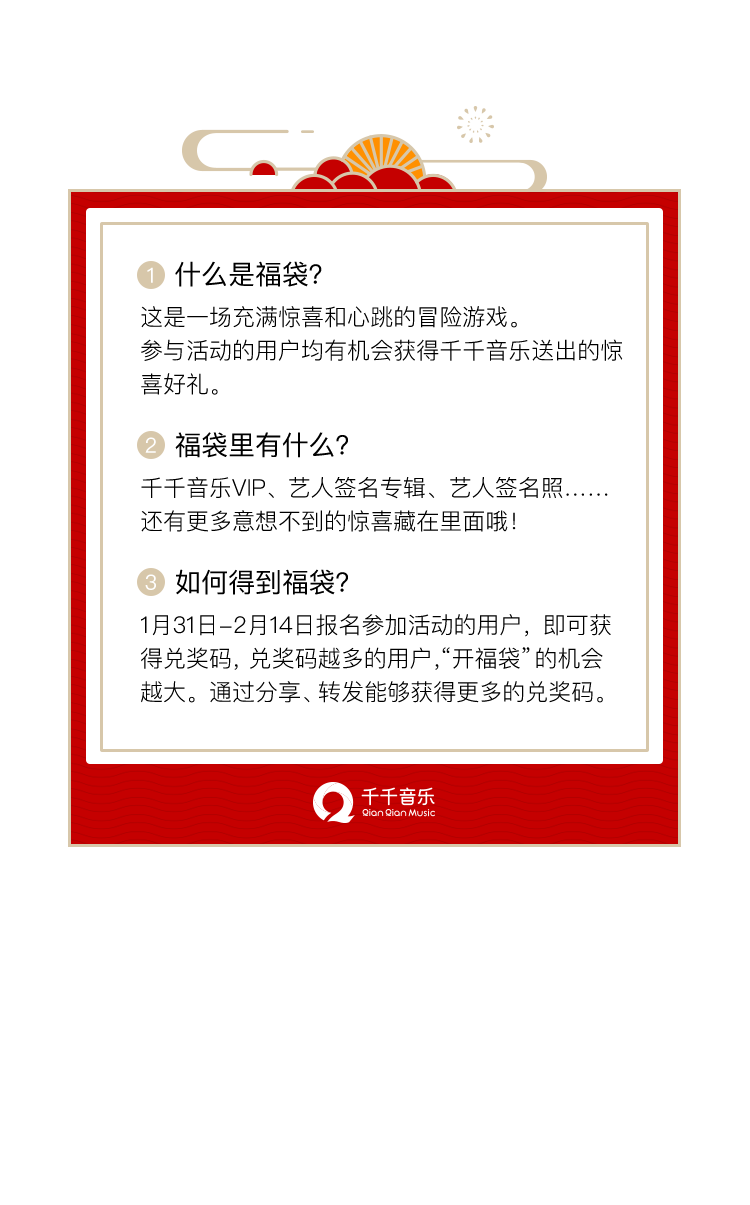 1 什么是福袋?
这是一场充满惊喜和心跳的冒险游戏。
参与活动的用户均有机会获得千千音乐送出的惊
喜好礼。
2 福袋里有什么?
千千音乐VIP、艺人签名专辑、艺人签名照……
还有更多意想不到的惊喜藏在里面哦!
3 如何得到福袋?
1月31日–2月14日报名参加活动的用户, 即可获
得兑奖码, 兑奖码越多的用户,“开福袋”的机会
越大。通过分享、转发能够获得更多的兑奖码。
千千音乐
Qian Qian Music